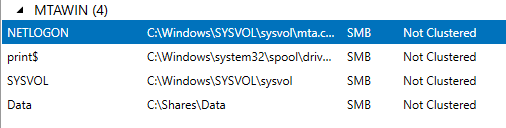 MTAWIN (4)
NETLOGON C:\Windows\SYSVOL\sysvol\mta.c... SMB Not Clustered
print$ C:\Windows\system32\spool\driv... SMB Not Clustered
SYSVOL C:\Windows\SYSVOL\sysvol SMB Not Clustered
Data C:\Shares\Data SMB Not Clustered